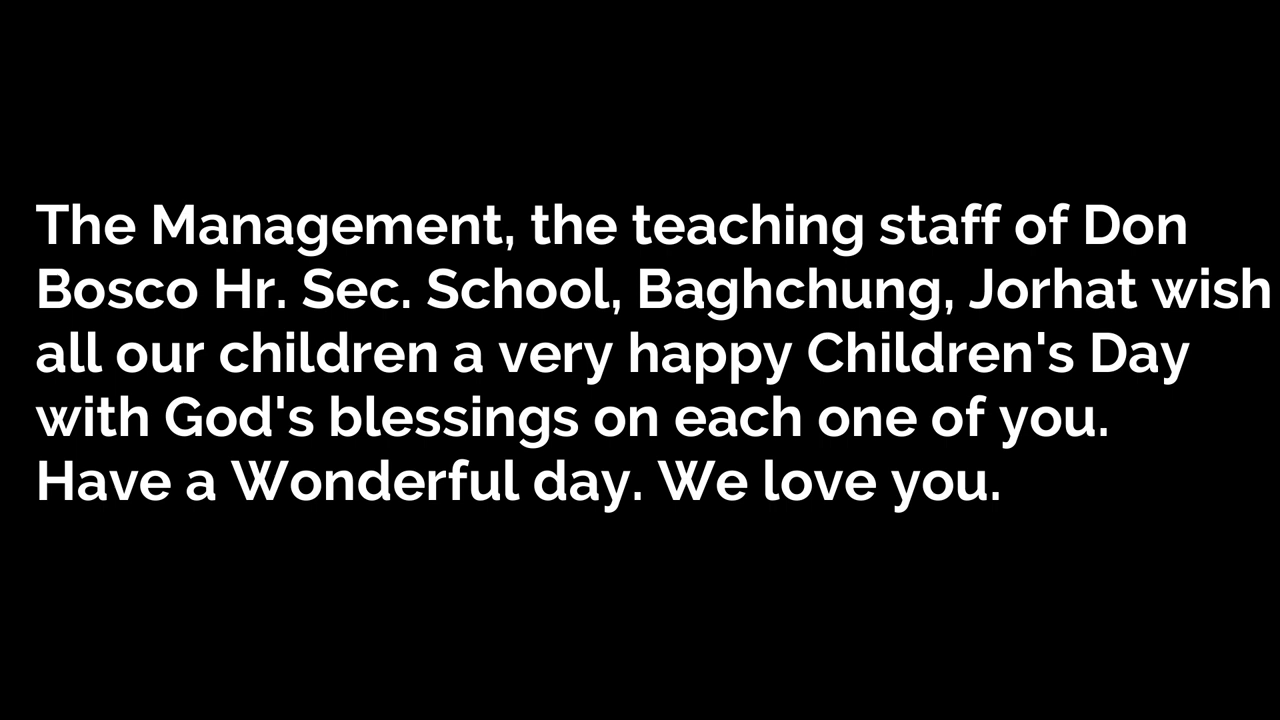 The Management, the teaching staff of Don
Bosco Hr. Sec. School, Baghchung, Jorhat wish
all our children a very happy Children's Day
with God's blessings on each one of you.
Have a Wonderful day. We love you.